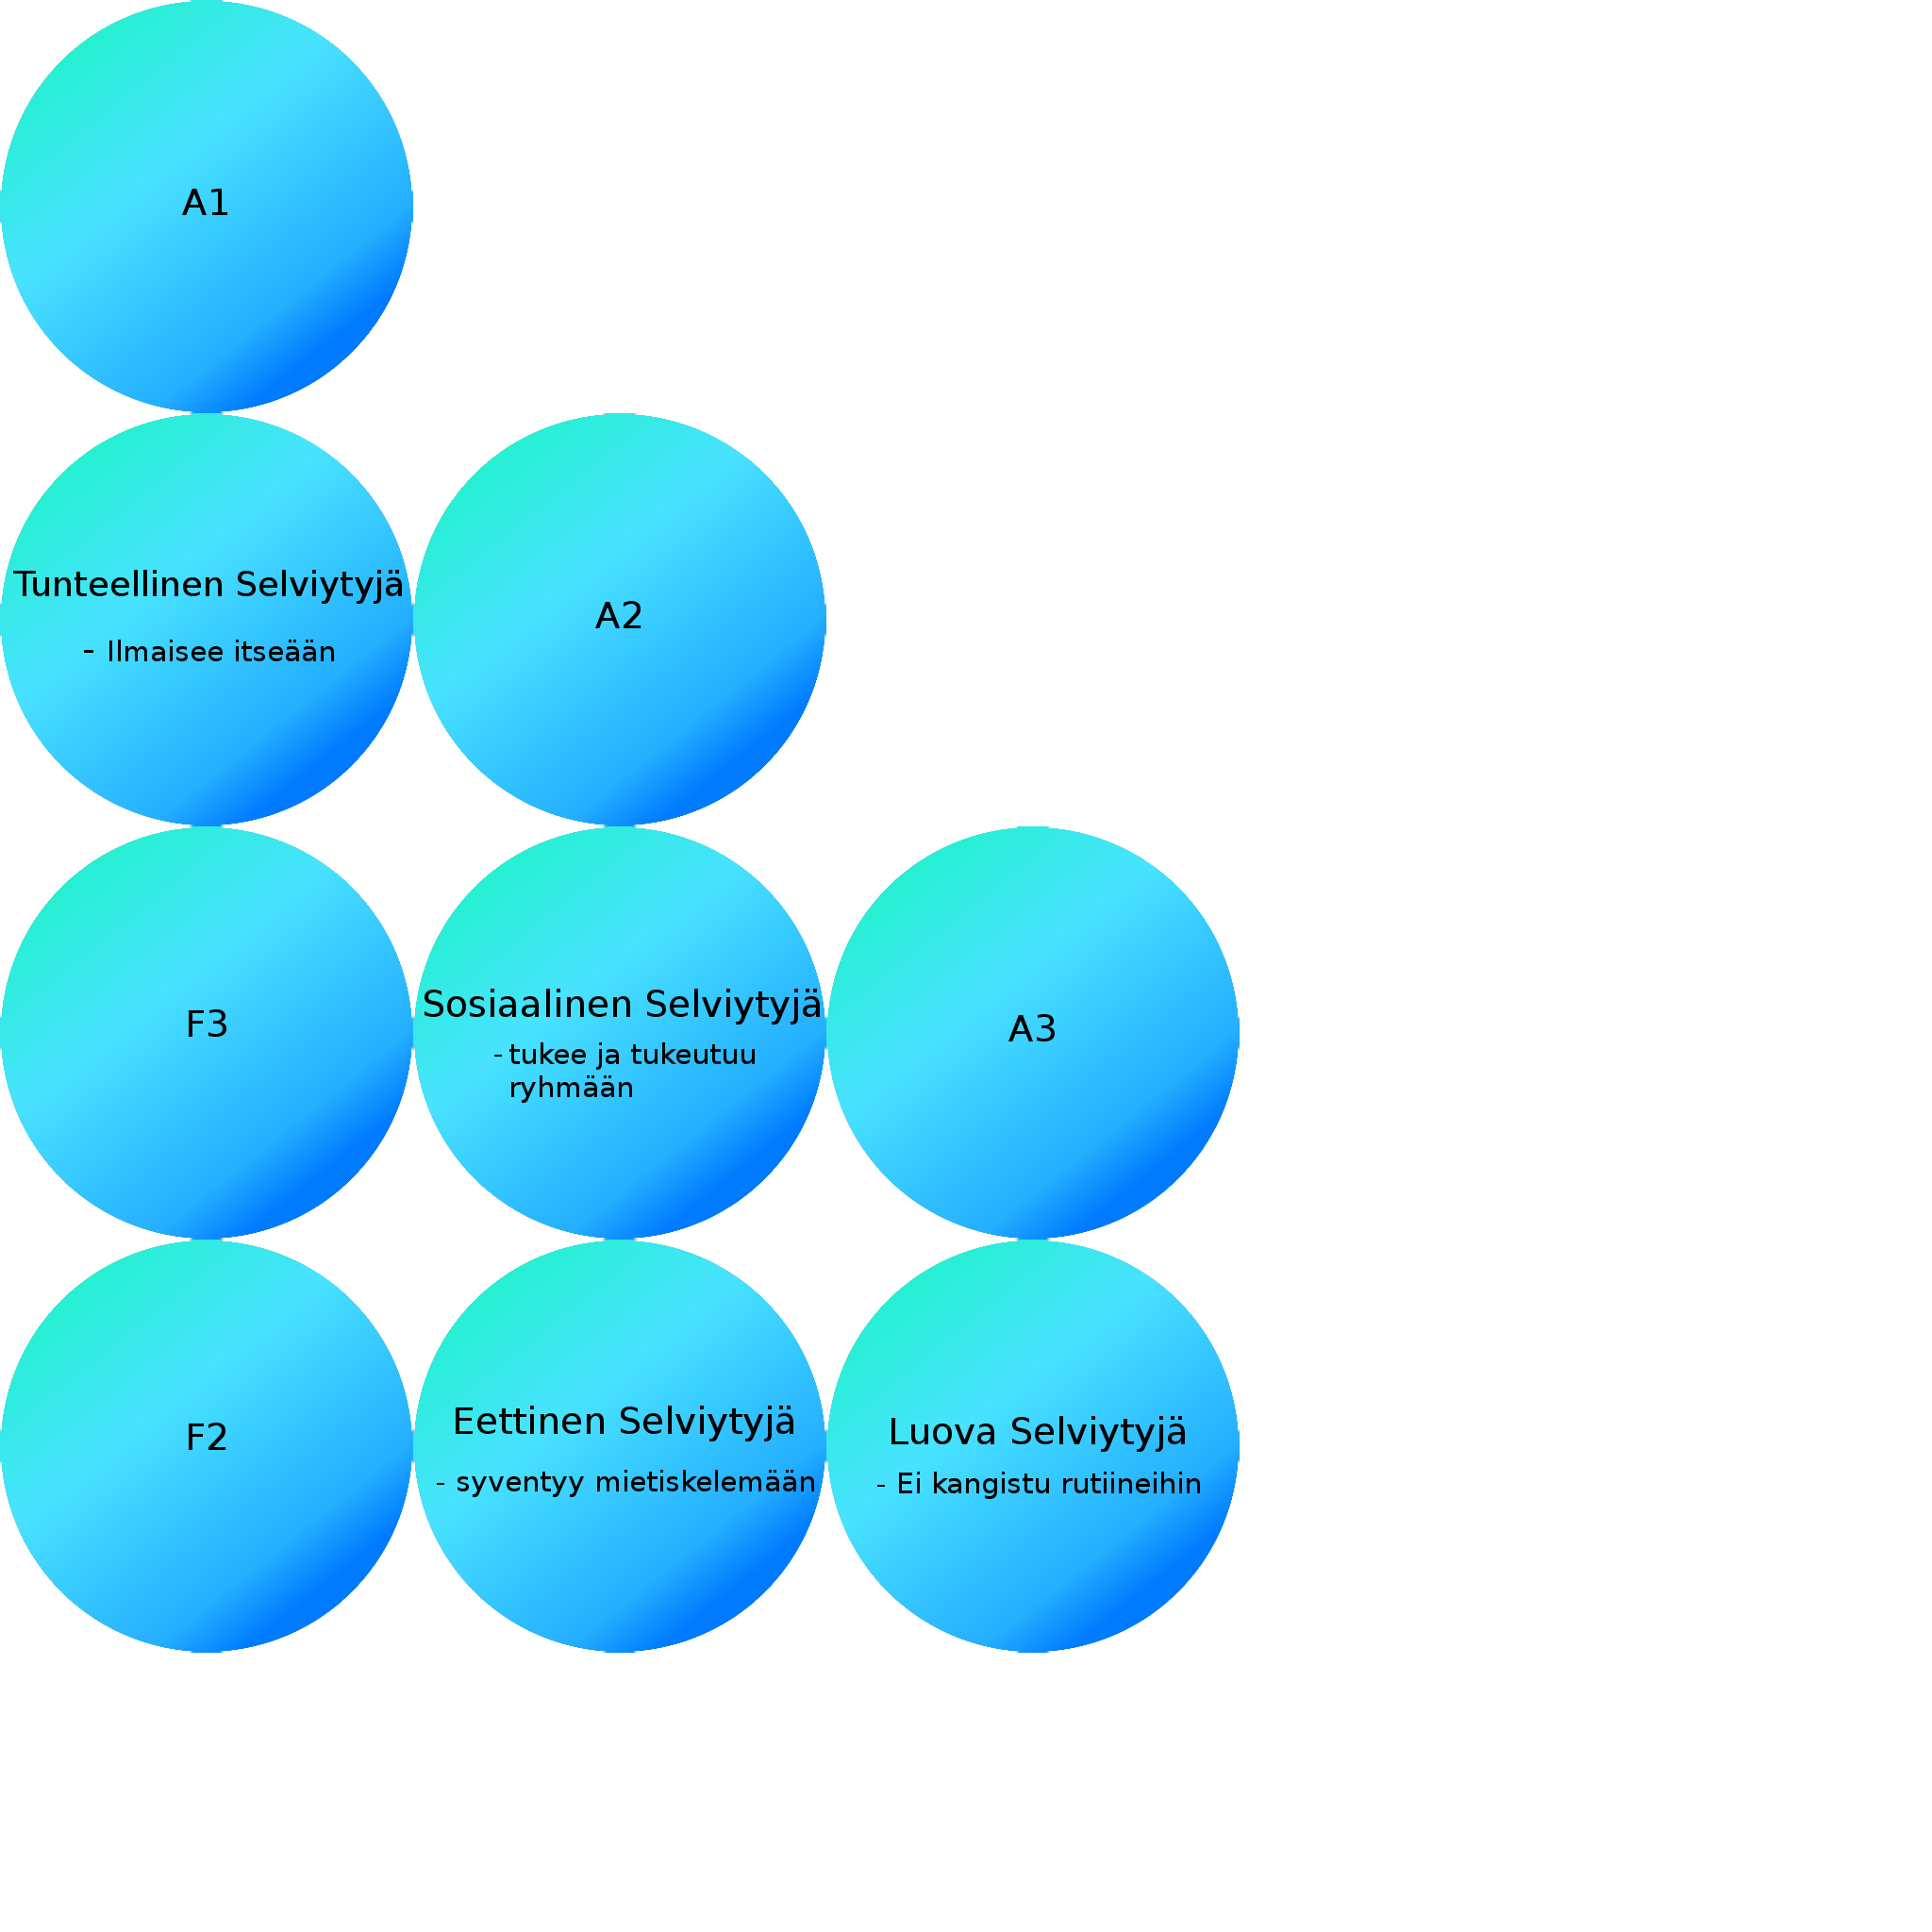 A1
Tunteellinen Selviytyjä
- Ilmaisee itseään
A2
F3
Sosiaalinen Selviytyjä
- tukee ja tukeutuu
ryhmään
A3
F2
Eettinen Selviytyjä
- syventyy mietiskelemään
Luova Selviytyjä
- Ei kangistu rutiineihin